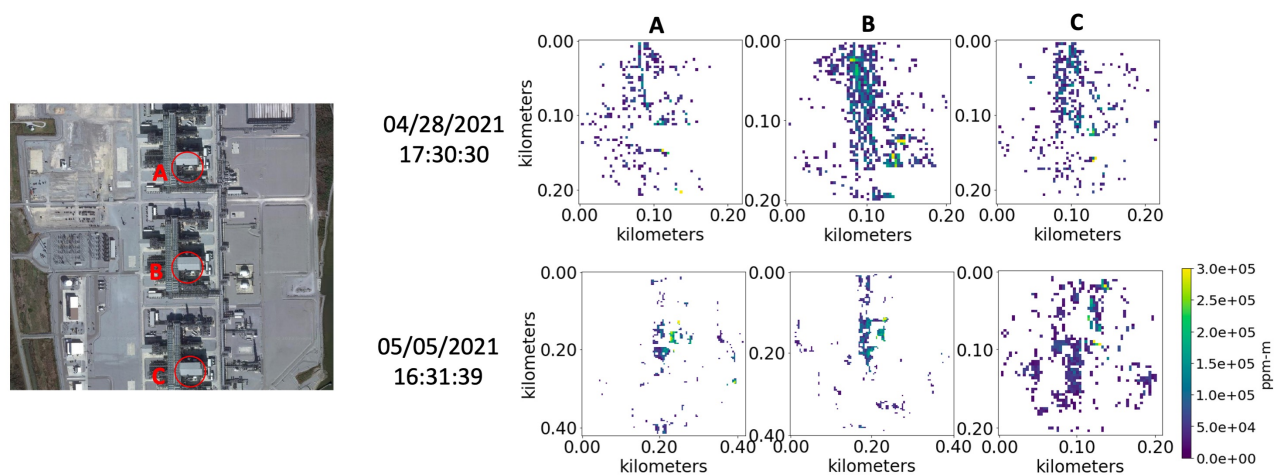 A B C
04/28/2021
17:30:30
kilometers
0.00
0.10
0.20
0.00 0.10 0.20
kilometers
0.00
0.10
0.20
0.00 0.10 0.20
kilometers
0.00
0.10
0.20
0.00 0.10 0.20
kilometers
A
B
C
05/05/2021
16:31:39
kilometers
0.00
0.20
0.40
0.00 0.20 0.40
kilometers
0.00
0.20
0.40
0.00 0.20 0.40
kilometers
0.00
0.10
0.20
0.00 0.10 0.20
kilometers
3.0e+05
2.5e+05
2.0e+05
1.5e+05
1.0e+05
5.0e+04
0.0e+00
ppm-m